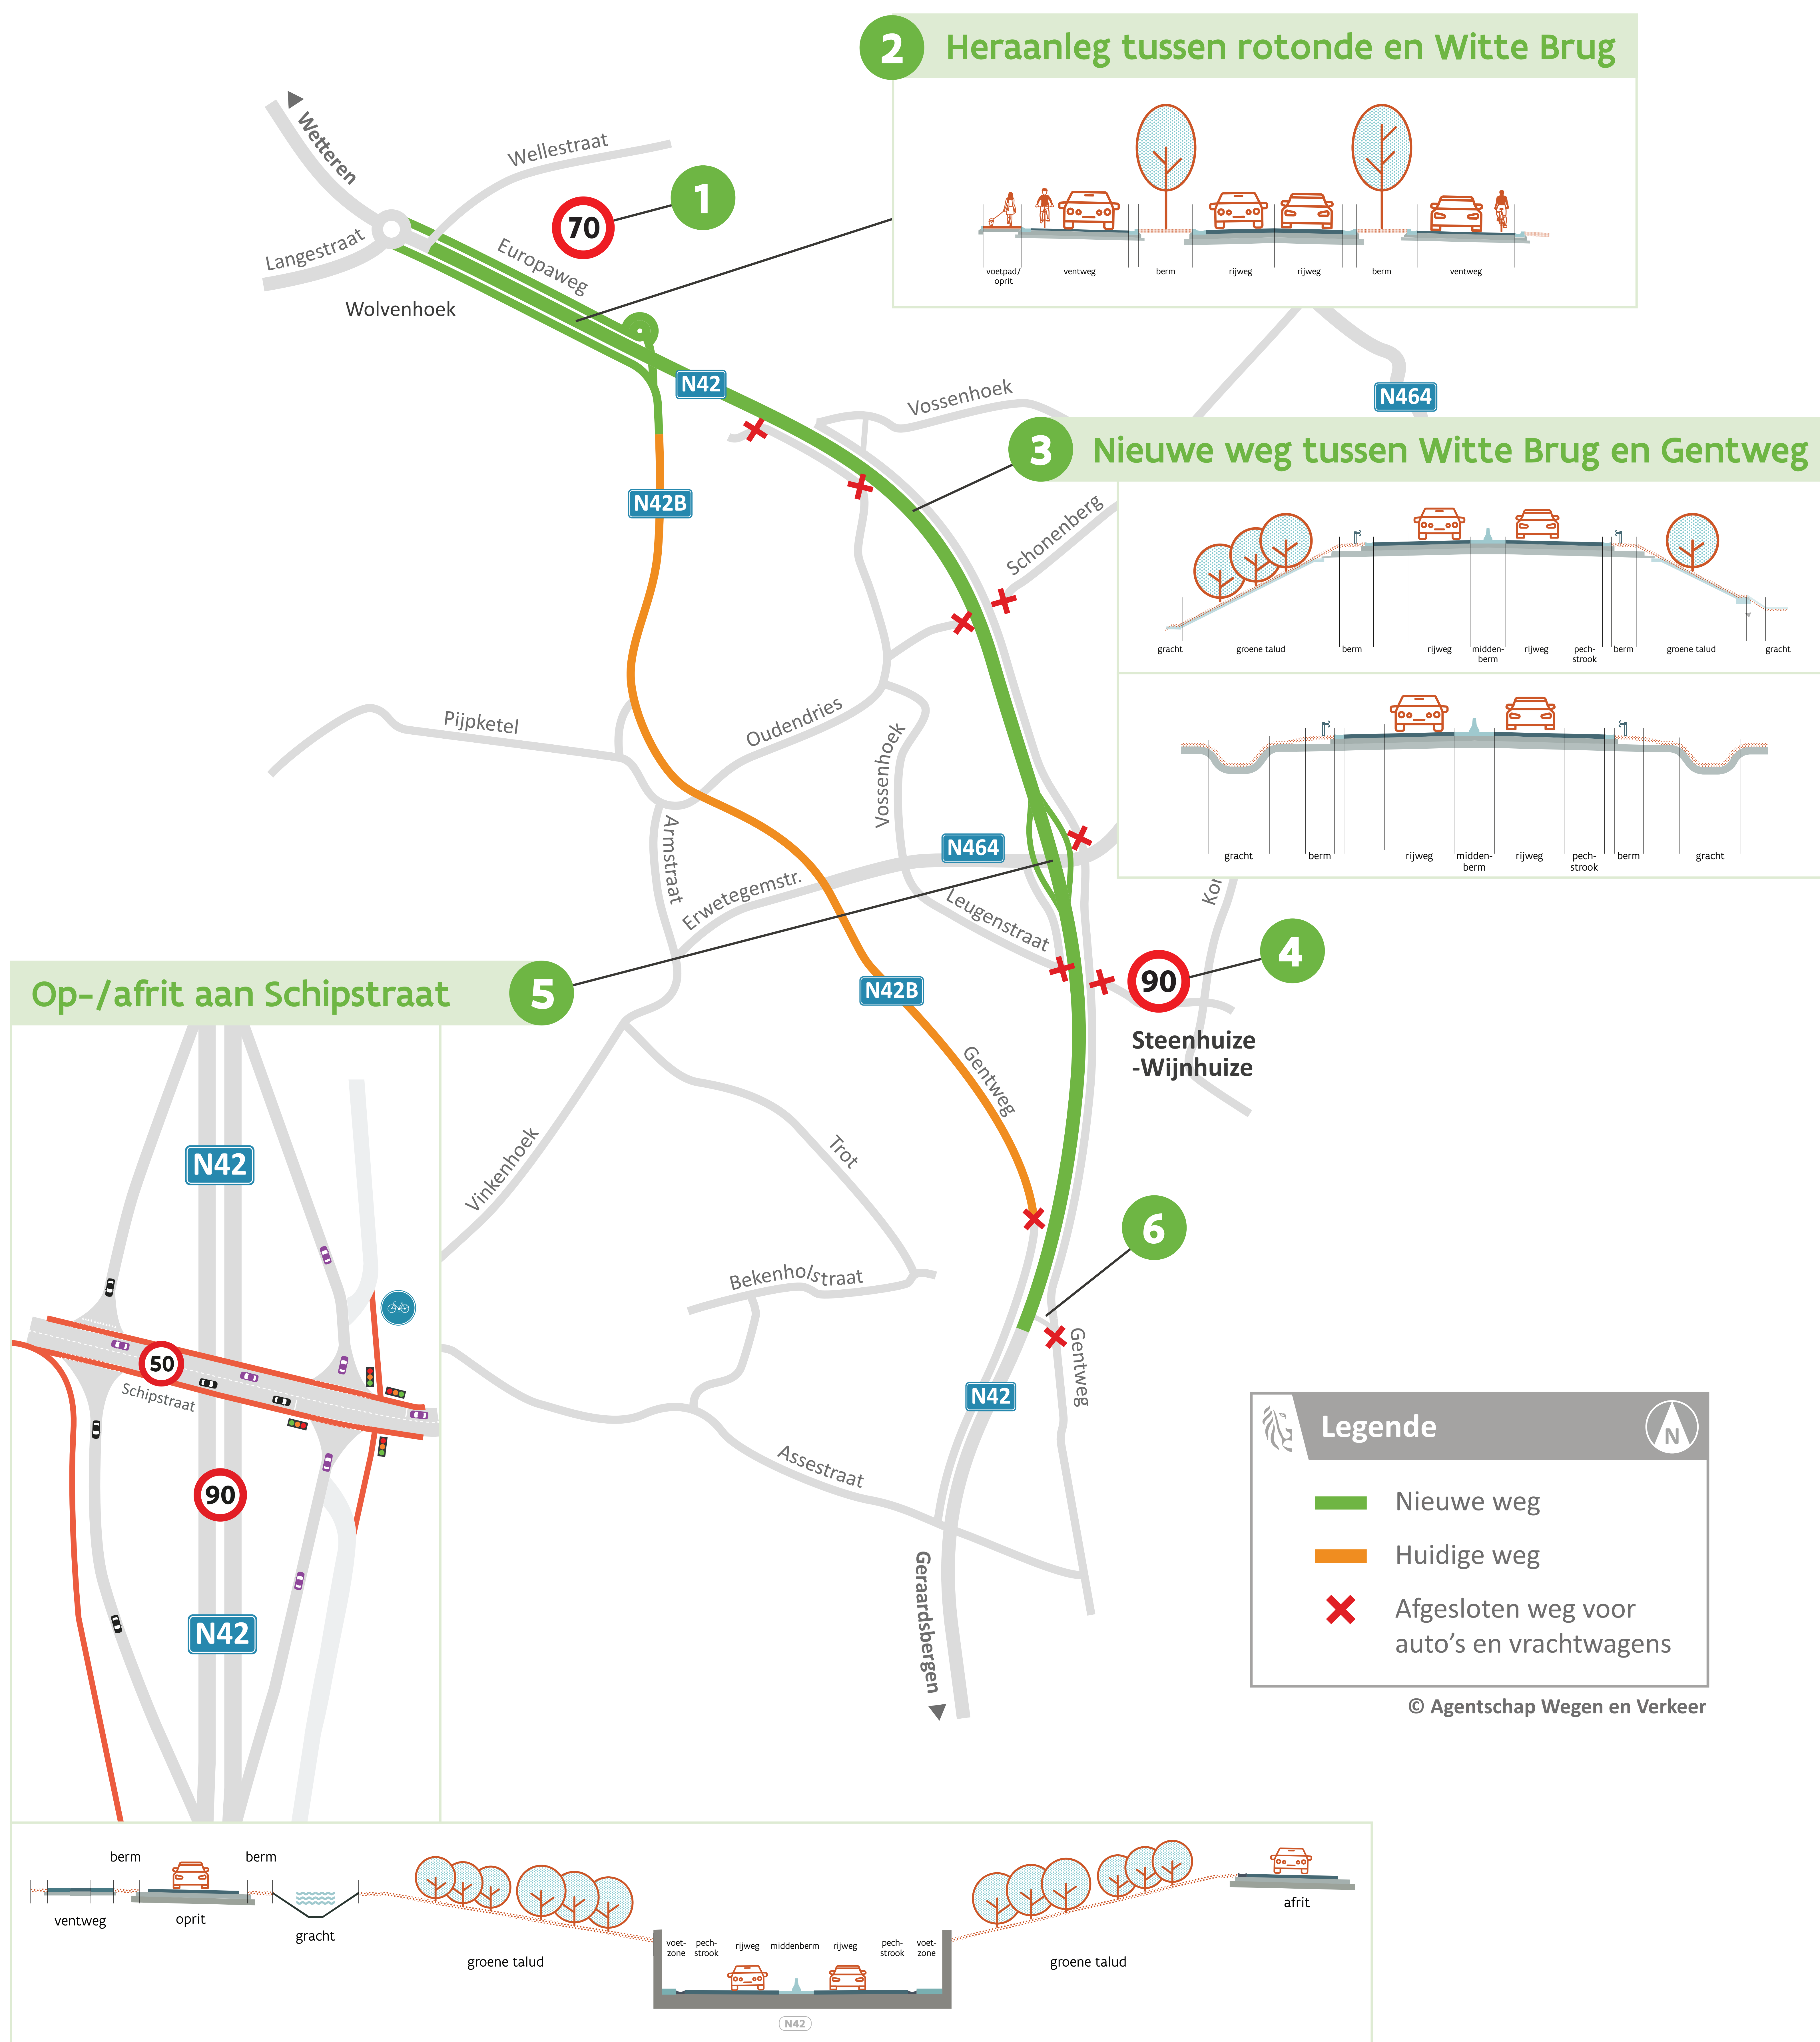 2 Heraanleg tussen rotonde en Witte Brug
voetpad/
oprit
ventweg
berm
rijweg
rijweg
berm
ventweg
Wetteren
Wellestraat
1
70
Langestraat
Europaweg
Wolvenhoek
N42
Vossenhoek
N464
3 Nieuwe weg tussen Witte Brug en Gentweg
N42B
Schonenberg
gracht
groene talud
berm
rijweg
midden-
berm
rijweg
pech-
strook
berm
groene talud
gracht
Pijpketel
Oudendries
Vossenhoek
gracht
berm
rijweg
midden-
berm
rijweg
pech-
strook
berm
gracht
Armstraat
N464
Erwetegemstr.
Leugenstraat
4
90
Steenhuize
-Wijnhuize
N42B
Gentweg
Op-/afrit aan Schipstraat 5
N42
50
Schipstraat
90
N42
Vinkenhoek
Trot
6
Bekenholstraat
Gentweg
N42
Assestraat
Geraardsbergen
Legende
N
Nieuwe weg
Huidige weg
Afgesloten weg voor
auto's en vrachtwagens
© Agentschap Wegen en Verkeer
berm
berm
ventweg
oprit
gracht
groene talud
voet-
zone
pech-
strook
rijweg
middenberm
rijweg
pech-
strook
voet-
zone
groene talud
afrit
N42